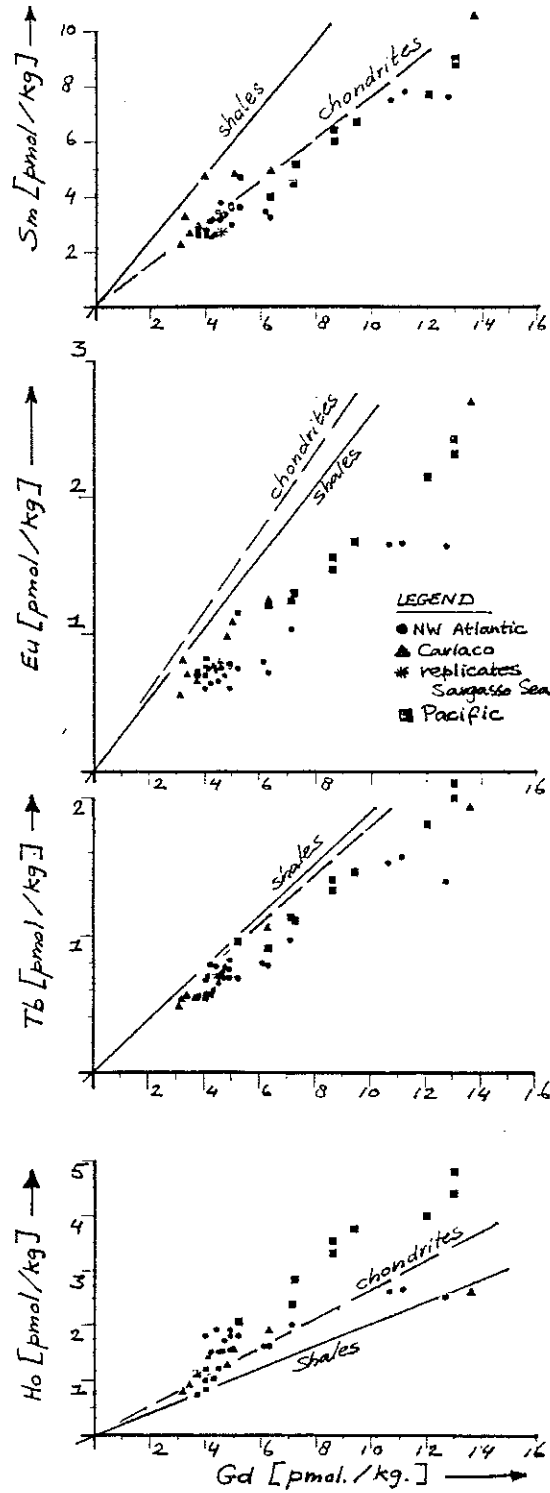 Sm [pmol/kg] →
10
8
6
4
2
shales
chondrites
2 4 6 8 10 12 14 16
Eu [pmol/kg] →
3
2
1
chondrites
shales
LEGEND
● NW Atlantic
▲ Cariaco
* replicates
Sargasso Sea
■ Pacific
2 4 6 8 10 12 14 16
Tb [pmol/kg] →
2
1
shales
2 4 6 8 10 12 14 16
Ho [pmol/kg] →
5
4
3
2
1
chondrites
Shales
2 4 6 8 10 12 14 16
Gd [pmol./kg.] →